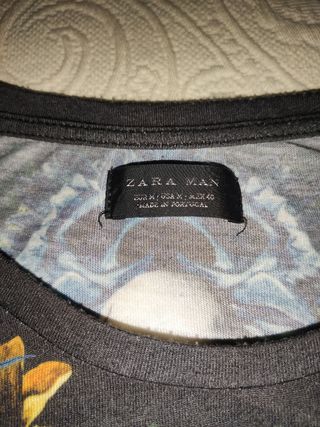 ZARA MAN
EUR M · USA M · MEX 40
MADE IN PORTUGAL